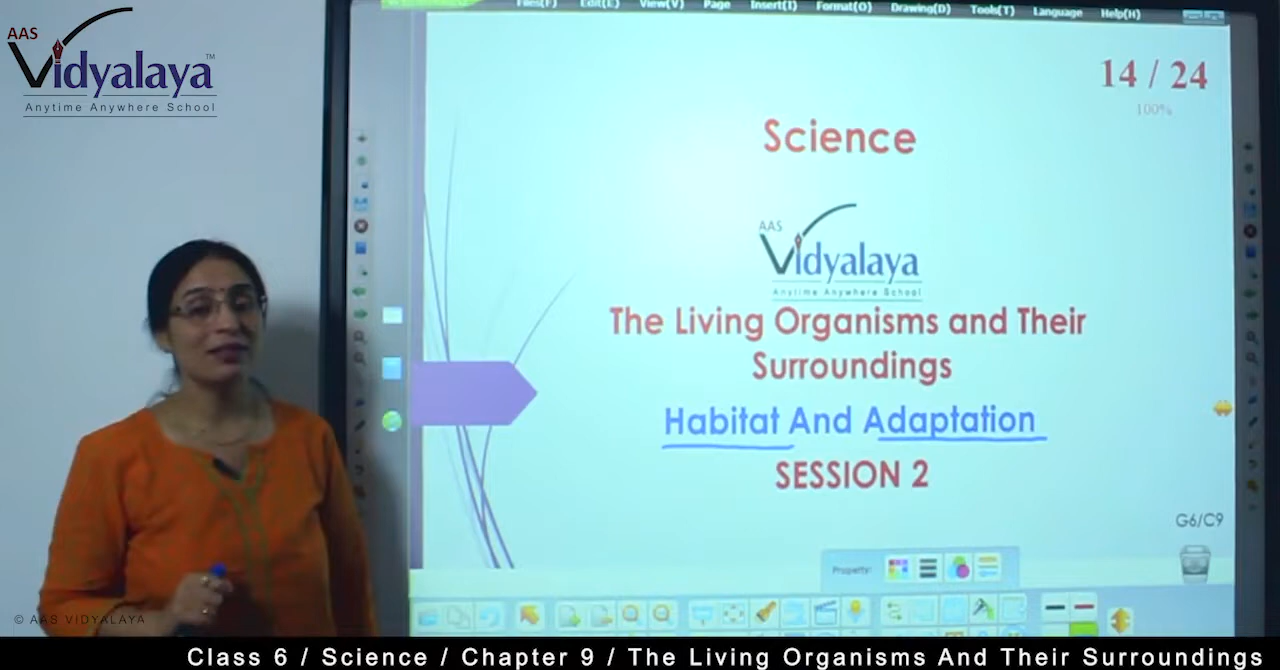 AAS
Vidyalaya™
Anytime Anywhere School
Files(F) Edit(E) View(V) Page Insert(I) Format(O) Drawing(D) Tools(T) Language Help(H)
14 / 24
100%
Science
AAS
Vidyalaya
Anytime Anywhere School
The Living Organisms and Their
Surroundings
Habitat And Adaptation
SESSION 2
G6/C9
Property:
© AAS VIDYALAYA
Class 6 / Science / Chapter 9 / The Living Organisms And Their Surroundings